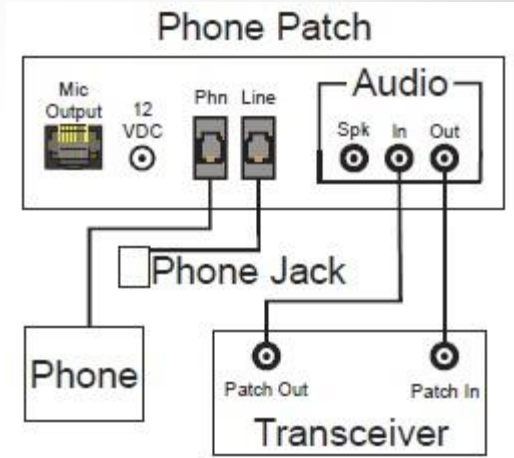 Phone Patch
Mic
Output
12
VDC
Phn
Line
Audio
Spk
In
Out
Phone Jack
Phone
Patch Out
Patch In
Transceiver